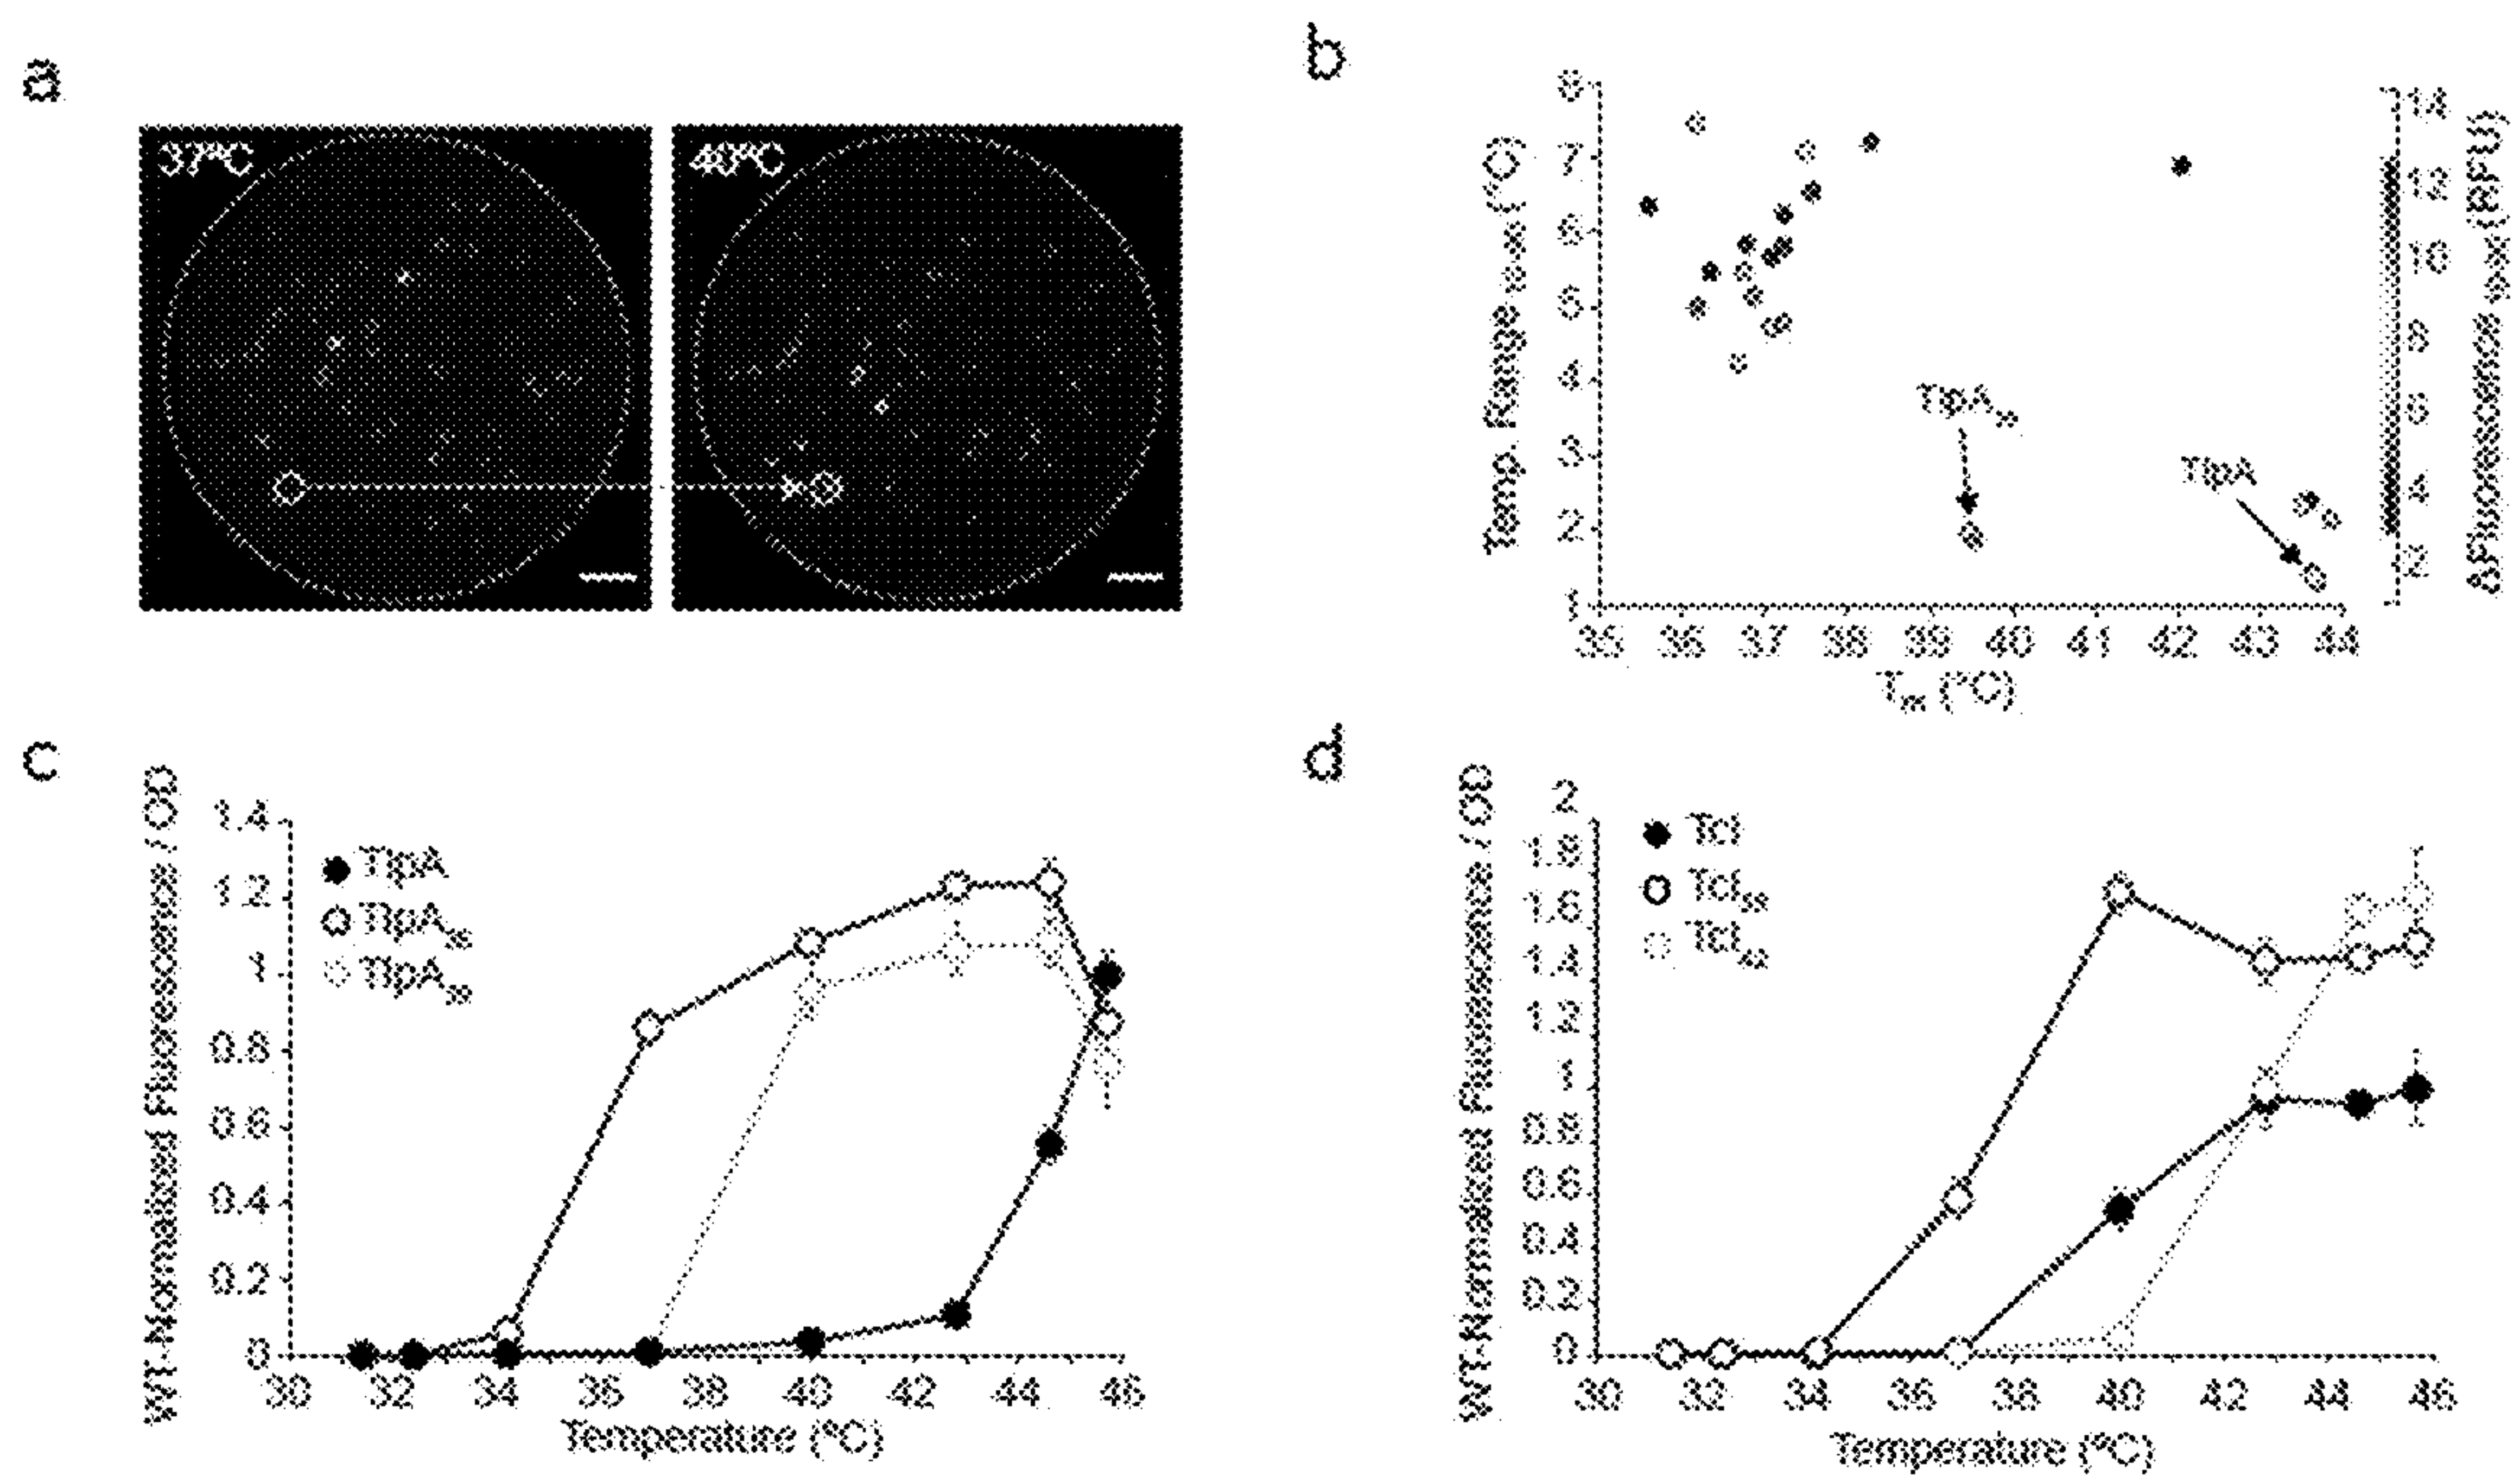 a
37°C
b
8
7
6
5
4
3
2
1
Temp. Range
TlpA
TlpA
35 36 37 38 39 40 41 42 43 44
Tm (°C)
14
12
10
8
6
4
2
c
WT-Normalized Fluorescence / OD
1.4
1.2
1
0.8
0.6
0.4
0.2
0
TlpA
TlpA
TlpA
30 32 34 36 38 40 42 44 46
Temperature (°C)
d
WT-Normalized Fluorescence / OD
2
1.8
1.6
1.4
1.2
1
0.8
0.6
0.4
0.2
0
TcI
TcI
TcI
30 32 34 36 38 40 42 44 46
Temperature (°C)